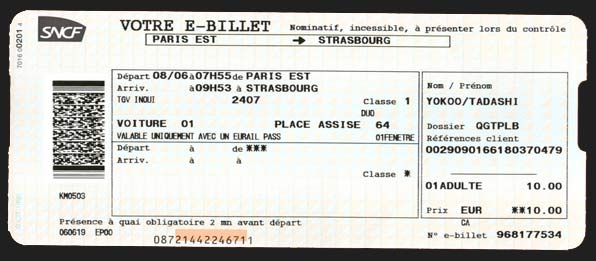 SNCF
VOTRE E-BILLET Nominatif, incessible, à présenter lors du contrôle
PARIS EST → STRASBOURG
Départ 08/06 à 07H55 de PARIS EST
Arriv. à 09H53 à STRASBOURG
TGV INOUI 2407 Classe 1
DUO
VOITURE 01 PLACE ASSISE 64
VALABLE UNIQUEMENT AVEC UN EURAIL PASS 01FENETRE
Départ à de ***
Arriv. à à
Classe *
Nom / Prénom
YOKOO/TADASHI
Dossier QGTPLB
Références client
0029090166180370479
01ADULTE 10.00
Prix EUR **10.00
CA
N° e-billet 968177534
KM0503
Présence à quai obligatoire 2 mn avant départ
060619 EP00
08721442246711